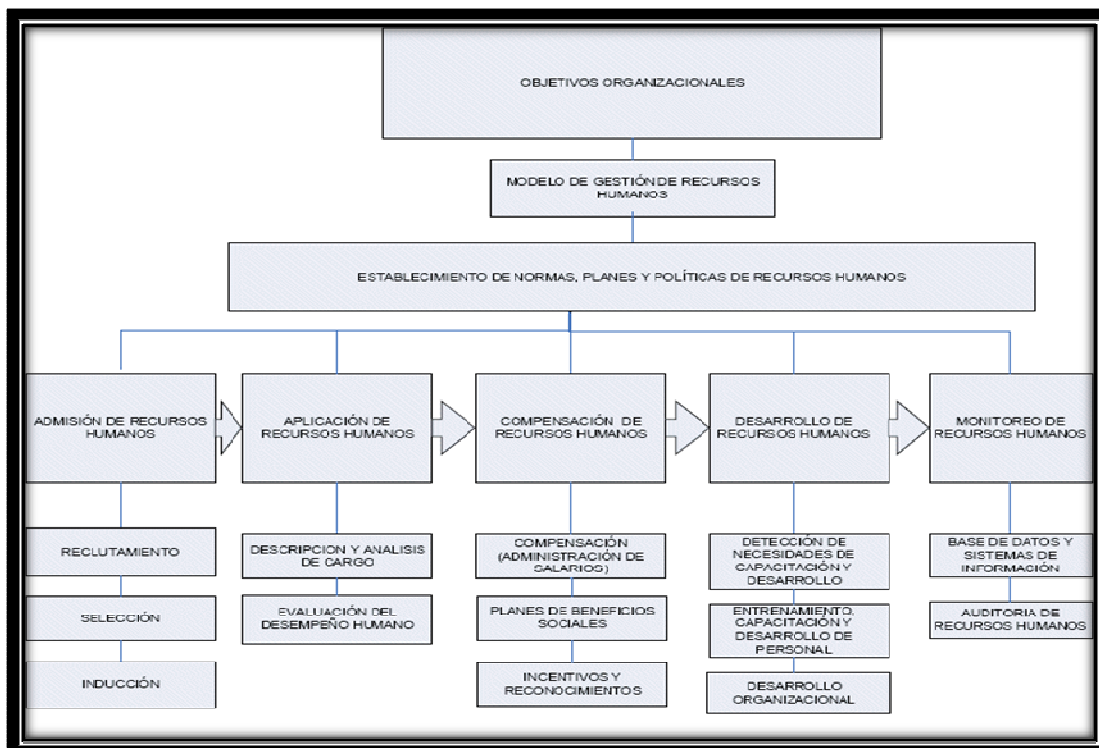 OBJETIVOS ORGANIZACIONALES
MODELO DE GESTIÓN DE RECURSOS
HUMANOS
ESTABLECIMIENTO DE NORMAS, PLANES Y POLÍTICAS DE RECURSOS HUMANOS
ADMISIÓN DE RECURSOS
HUMANOS
APLICACIÓN DE
RECURSOS HUMANOS
COMPENSACIÓN DE
RECURSOS HUMANOS
DESARROLLO DE
RECURSOS HUMANOS
MONITOREO DE
RECURSOS HUMANOS
RECLUTAMIENTO
SELECCIÓN
INDUCCIÓN
DESCRIPCION Y ANALISIS
DE CARGO
EVALUACIÓN DEL
DESEMPEÑO HUMANO
COMPENSACIÓN
(ADMINISTRACIÓN DE
SALARIOS)
PLANES DE BENEFICIOS
SOCIALES
INCENTIVOS Y
RECONOCIMIENTOS
DETECCIÓN DE
NECESIDADES DE
CAPACITACIÓN Y
DESARROLLO
ENTRENAMIENTO,
CAPACITACIÓN Y
DESARROLLO DE
PERSONAL
DESARROLLO
ORGANIZACIONAL
BASE DE DATOS Y
SISTEMAS DE
INFORMACIÓN
AUDITORIA DE
RECURSOS HUMANOS